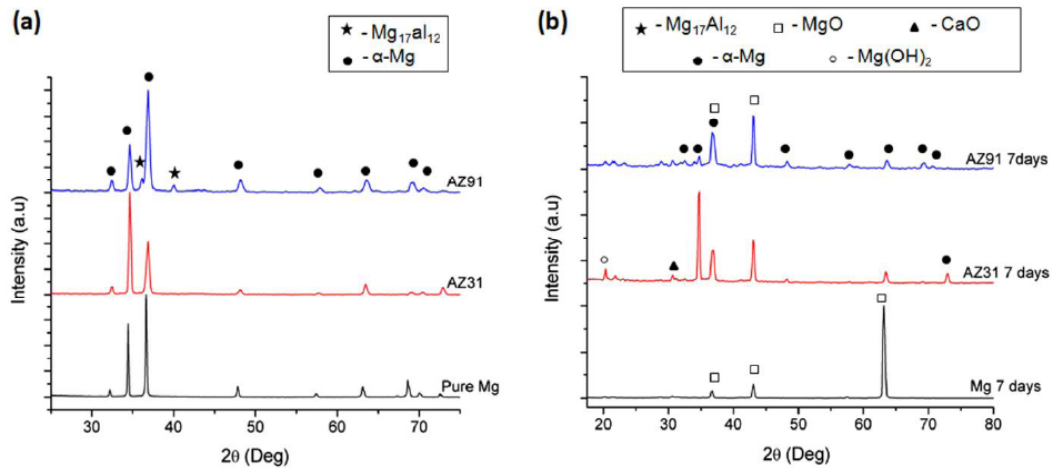 (a)
★ - Mg17al12
● - α-Mg
Intensity (a.u)
AZ91
AZ31
Pure Mg
30 40 50 60 70
2θ (Deg)
(b)
★ - Mg17Al12 □ - MgO ▲ - CaO
● - α-Mg ○ - Mg(OH)2
Intensity (a.u)
AZ91 7days
AZ31 7 days
Mg 7 days
20 30 40 50 60 70 80
2θ (Deg)